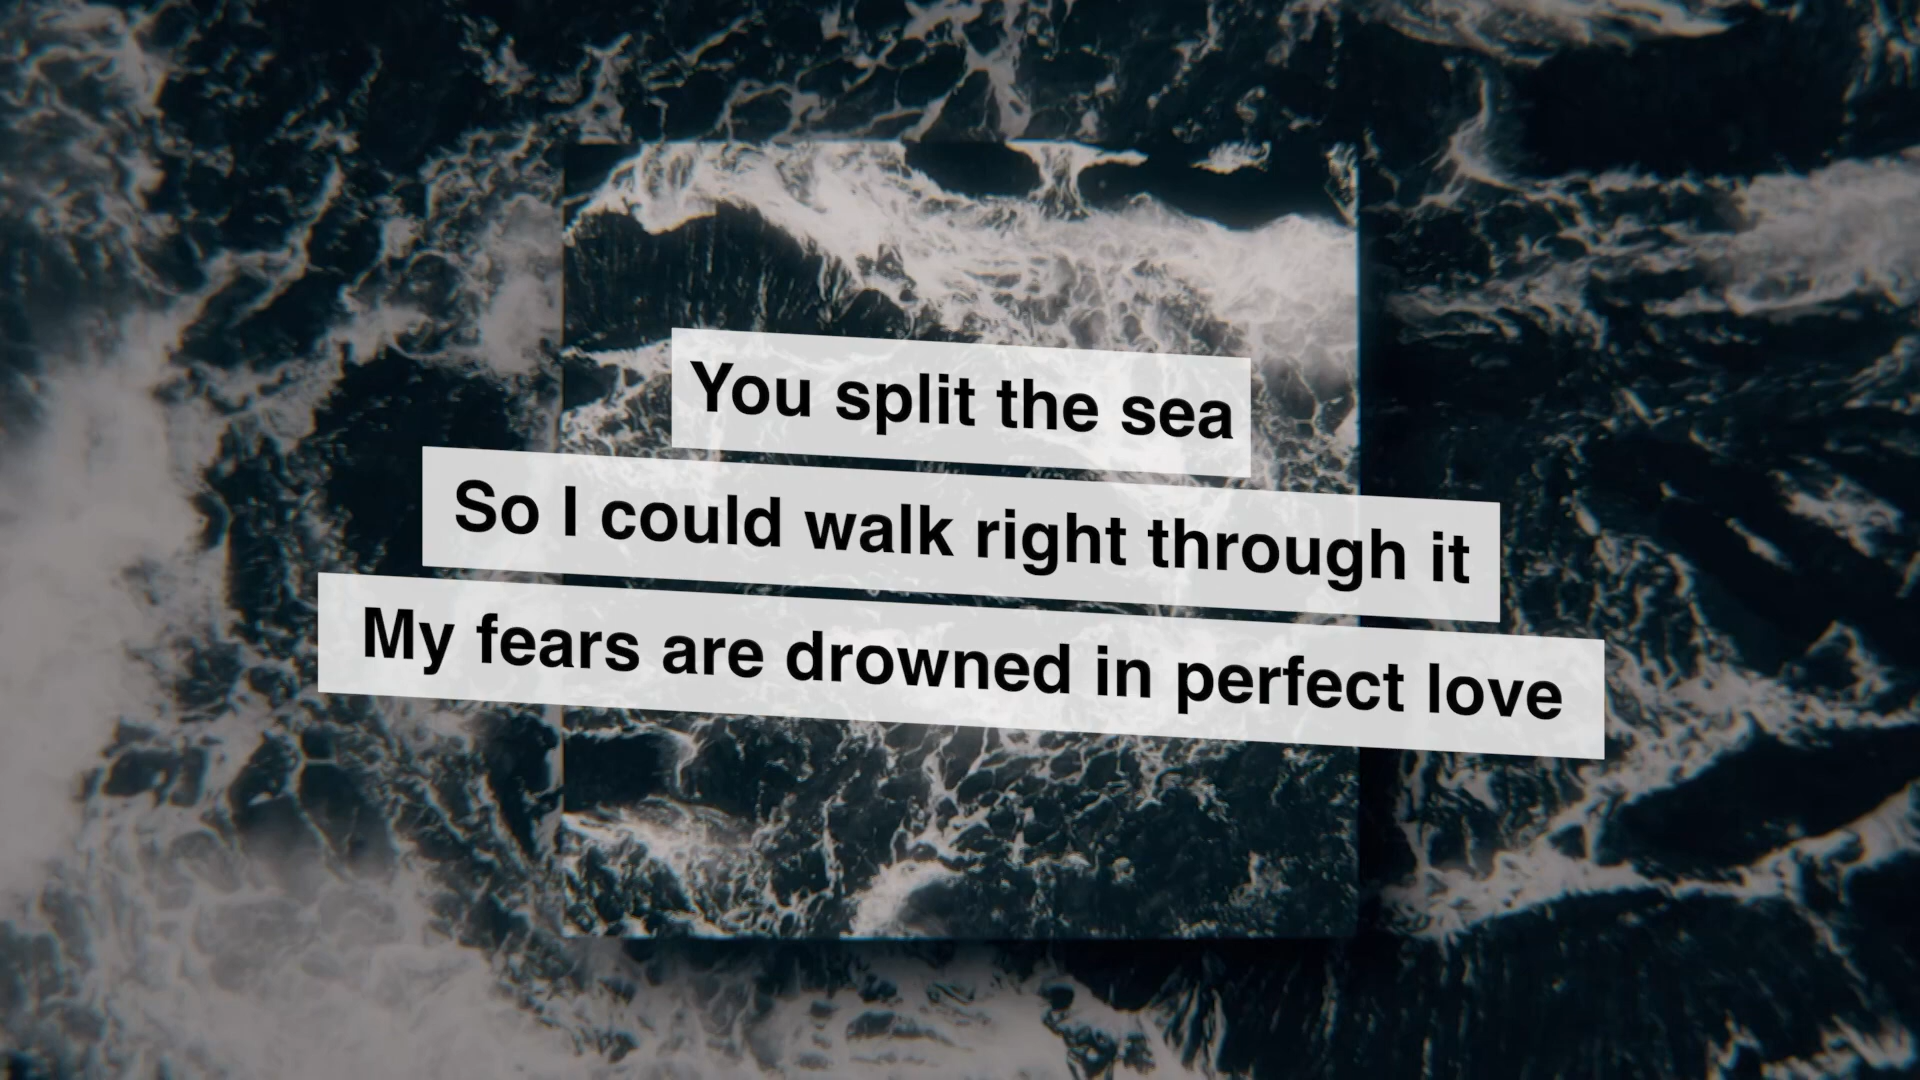 You split the sea
So I could walk right through it
My fears are drowned in perfect love